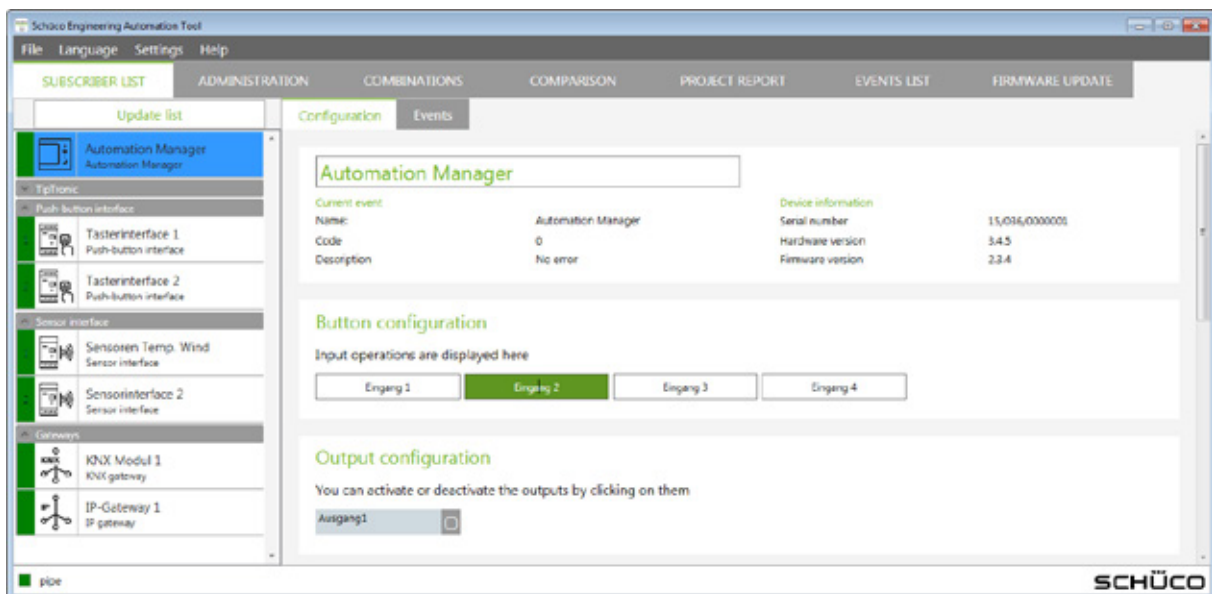 Schüco Engineering Automation Tool
File Language Settings Help
SUBSCRIBER LIST ADMINISTRATION COMBINATIONS COMPARISON PROJECT REPORT EVENTS LIST FIRMWARE UPDATE
Update list
Automation Manager
Automation Manager
TipTronic
Push-button interface
Tasterinterface 1
Push-button interface
Tasterinterface 2
Push-button interface
Sensor interface
Sensoren Temp. Wind
Sensor interface
Sensorinterface 2
Sensor interface
Gateways
KNX
KNX Modul 1
KNX gateway
IP
IP-Gateway 1
IP gateway
Configuration Events
Automation Manager
Current event Device information
Name: Automation Manager Serial number 15/036/0000001
Code 0 Hardware version 3.4.5
Description No error Firmware version 2.3.4
Button configuration
Input operations are displayed here
Eingang 1 Eingang 2 Eingang 3 Eingang 4
Output configuration
You can activate or deactivate the outputs by clicking on them
Ausgang1
pipe
SCHÜCO